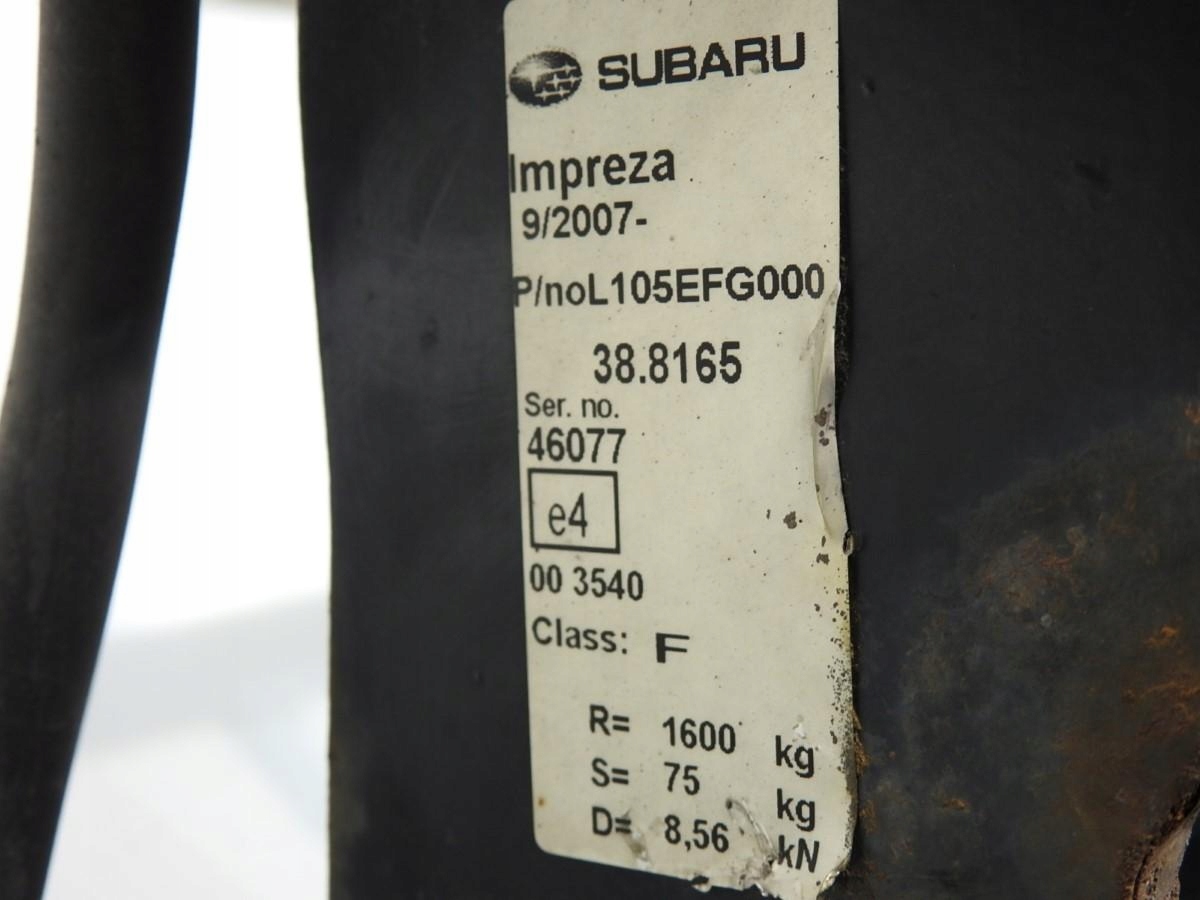 SUBARU
Impreza
9/2007-
P/noL105EFG000
38.8165
Ser. no.
46077
e4
00 3540
Class: F
R= 1600 kg
S= 75 kg
D= 8,56 kN